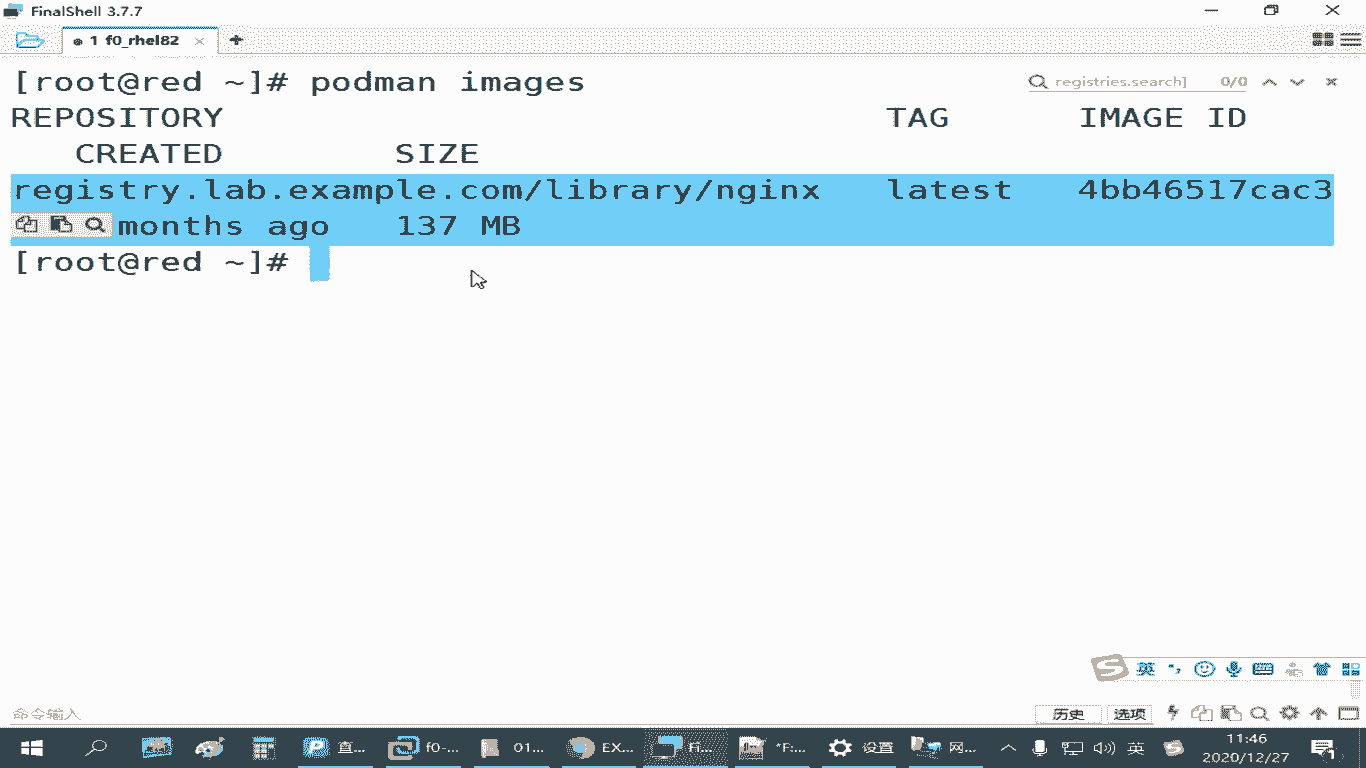 FinalShell 3.7.7
1 f0_rhel82
[root@red ~]# podman images
registries.search]
0/0
REPOSITORY TAG IMAGE ID
CREATED SIZE
registry.lab.example.com/library/nginx latest 4bb46517cac3
months ago 137 MB
[root@red ~]#
英
命令输入
历史 选项
直... f0-... 01... EX... Fi... *F:... 设置 网... 英
11:46
2020/12/27